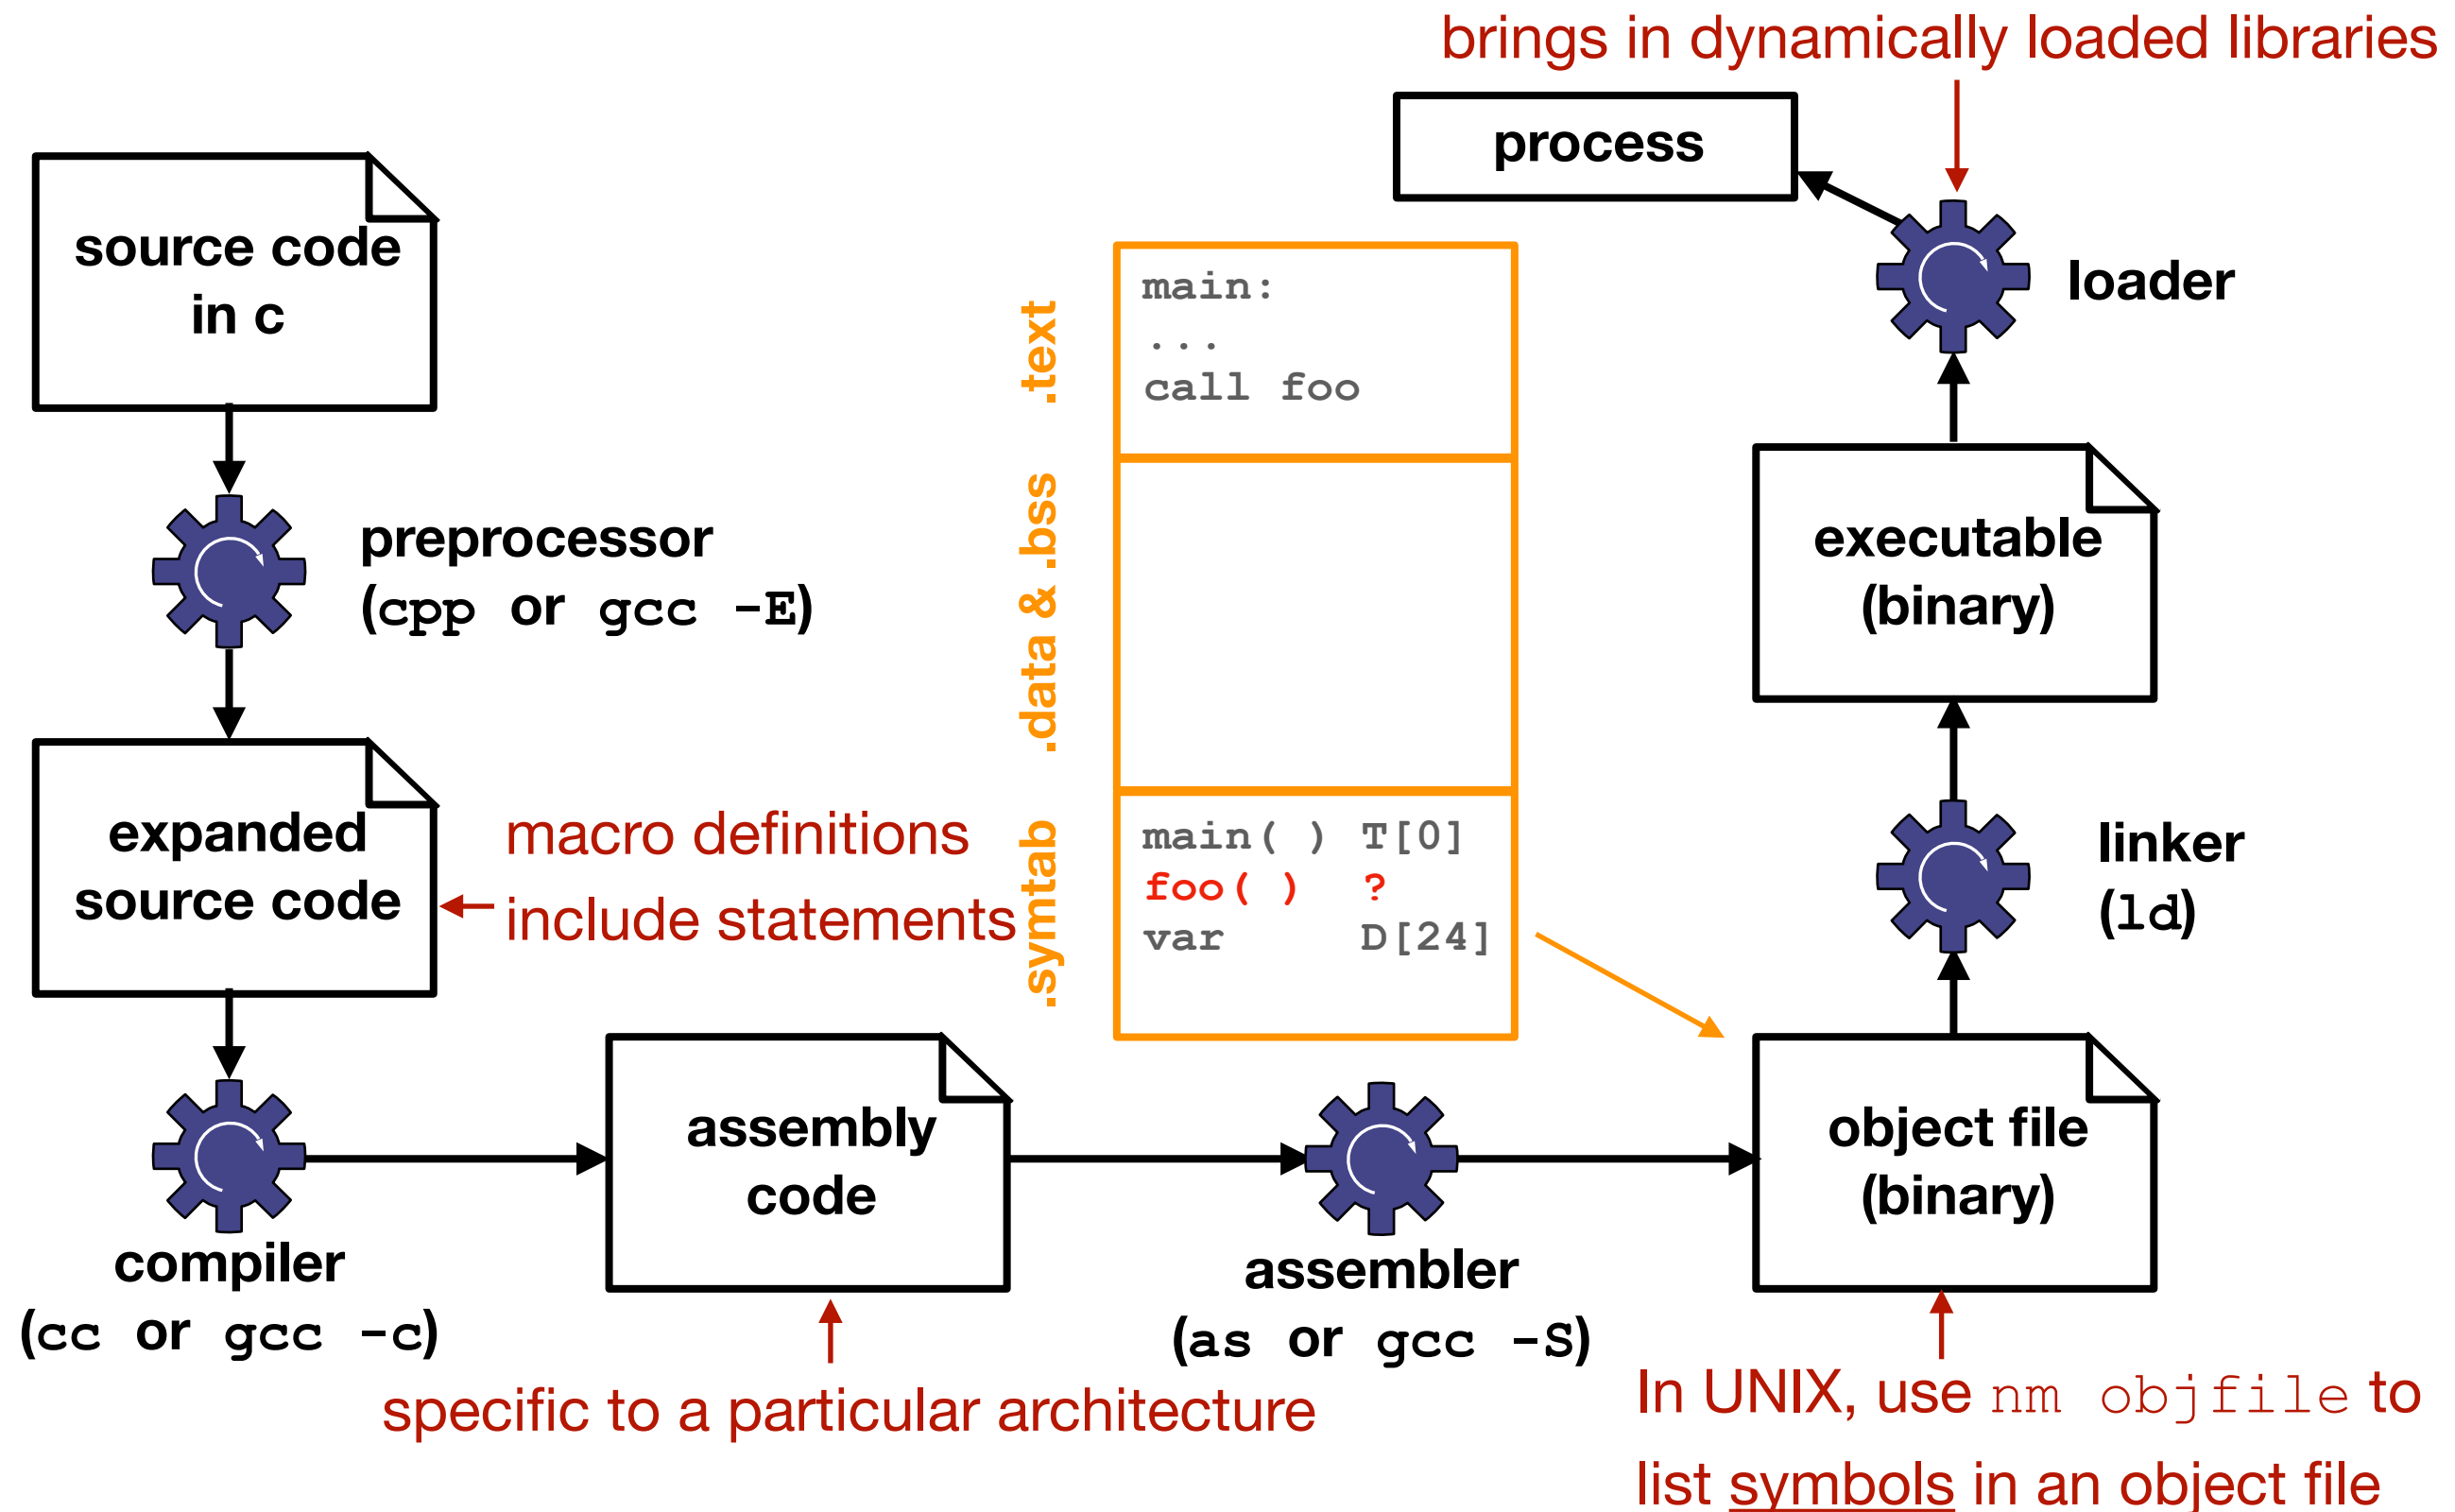 brings in dynamically loaded libraries
process
source code
in c
loader
.text
main:
...
call foo
preprocessor
(cpp or gcc -E)
.data & .bss
executable
(binary)
expanded
source code
macro definitions
include statements
.symtab
main( ) T[0]
foo( ) ?
var D[24]
linker
(ld)
assembly
code
object file
(binary)
compiler
(cc or gcc -c)
assembler
(as or gcc -S)
specific to a particular architecture
In UNIX, use nm objfile to
list symbols in an object file